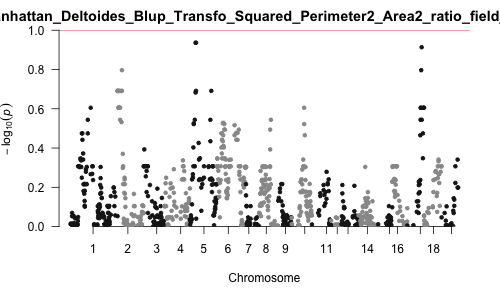 nhattan_Deltoides_Blup_Transfo_Squared_Perimeter2_Area2_ratio_field_
1.0
0.8
0.6
0.4
0.2
0.0
− log10(p)
1 2 3 4 5 6 7 8 9 11 14 16 18
Chromosome